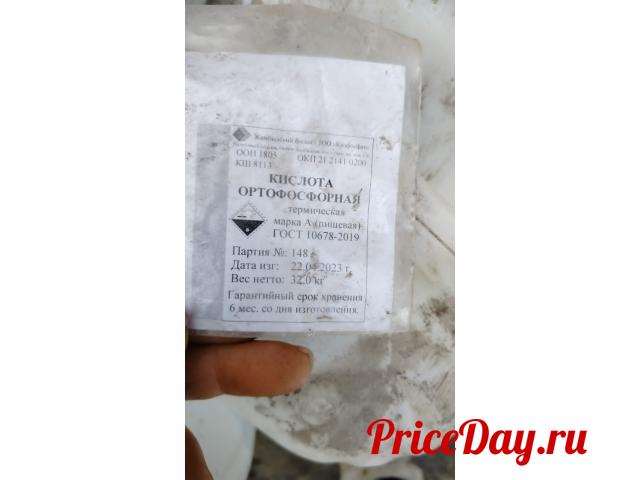 Жамбылский филиал ТОО «Казфосфат»
ООН 1805 ОКП 21 2141 0200
КШ 8113
КИСЛОТА
ОРТОФОСФОРНАЯ
термическая
марка А (пищевая)
ГОСТ 10678-2019
Партия №: 148
Дата изг: 22.04.2023 г.
Вес нетто: 32,0 кг
Гарантийный срок хранения
6 мес. со дня изготовления.
PriceDay.ru